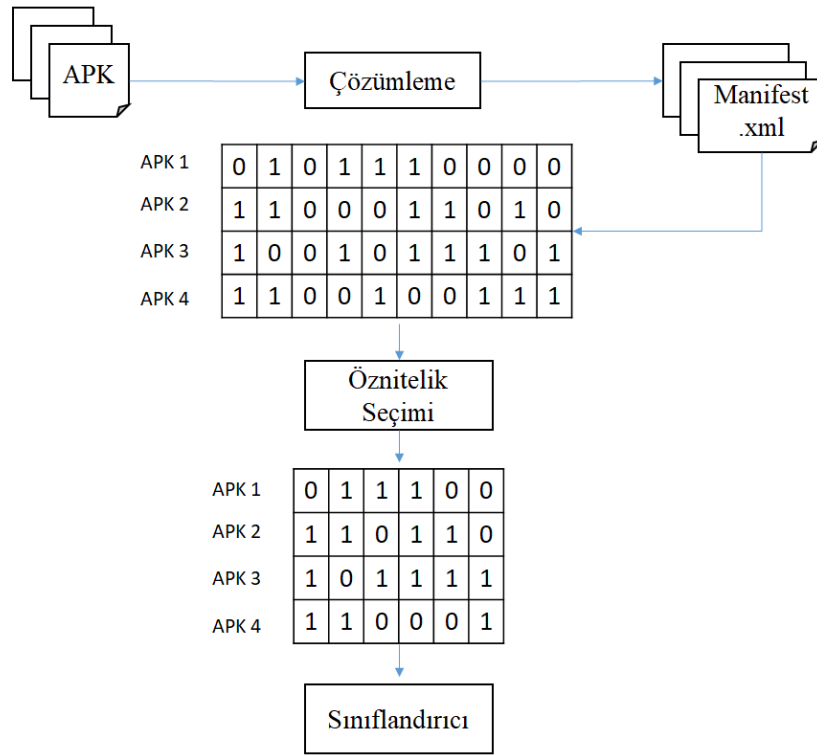 APK
Çözümleme
Manifest
.xml
APK 1 0 1 0 1 1 1 0 0 0 0
APK 2 1 1 0 0 0 1 1 0 1 0
APK 3 1 0 0 1 0 1 1 1 0 1
APK 4 1 1 0 0 1 0 0 1 1 1
Öznitelik
Seçimi
APK 1 0 1 1 1 0 0
APK 2 1 1 0 1 1 0
APK 3 1 0 1 1 1 1
APK 4 1 1 0 0 0 1
Sınıflandırıcı